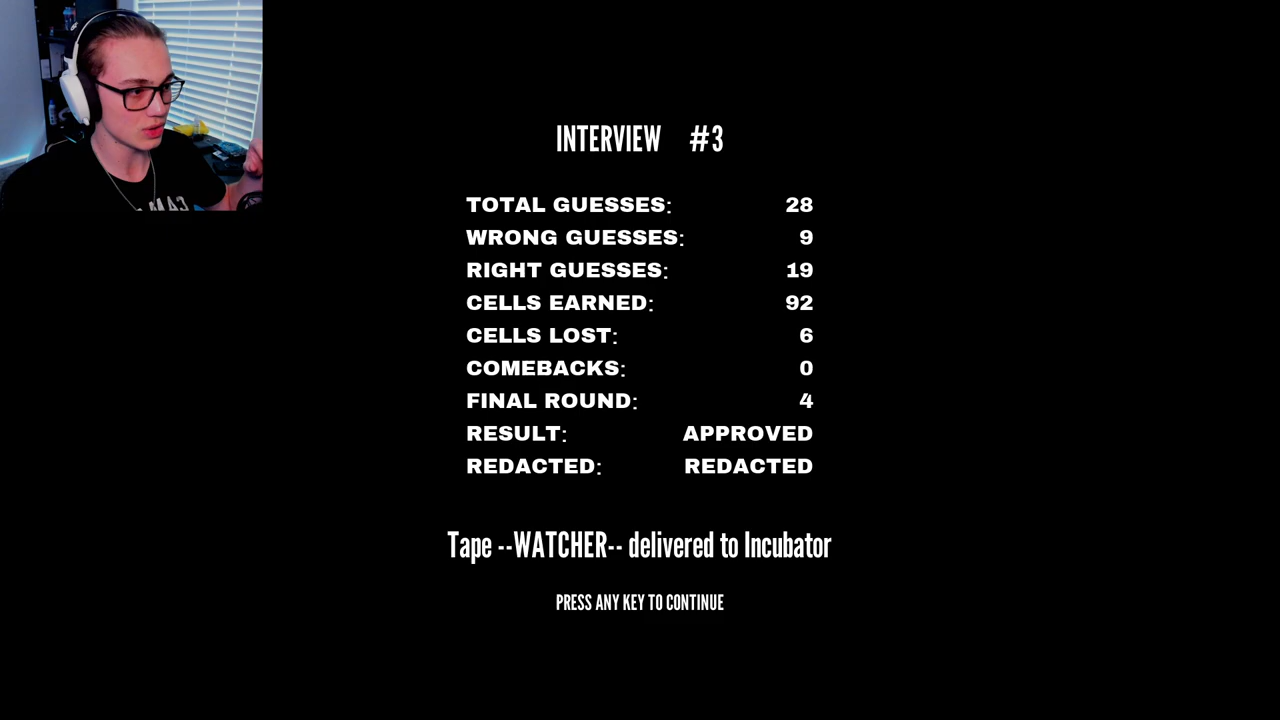 INTERVIEW #3
TOTAL GUESSES: 28
WRONG GUESSES: 9
RIGHT GUESSES: 19
CELLS EARNED: 92
CELLS LOST: 6
COMEBACKS: 0
FINAL ROUND: 4
RESULT: APPROVED
REDACTED: REDACTED
Tape --WATCHER-- delivered to Incubator
PRESS ANY KEY TO CONTINUE